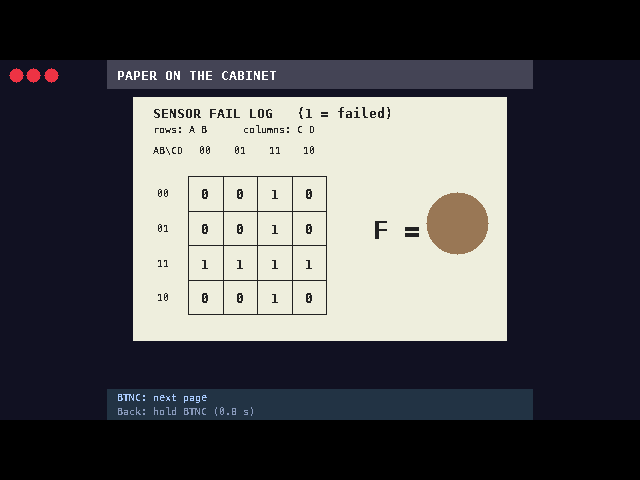 PAPER ON THE CABINET
SENSOR FAIL LOG (1 = failed)
rows: A B columns: C D
AB\CD 00 01 11 10
00 0 0 1 0
01 0 0 1 0
11 1 1 1 1
10 0 0 1 0
F =
BTNC: next page
Back: hold BTNC (0.8 s)